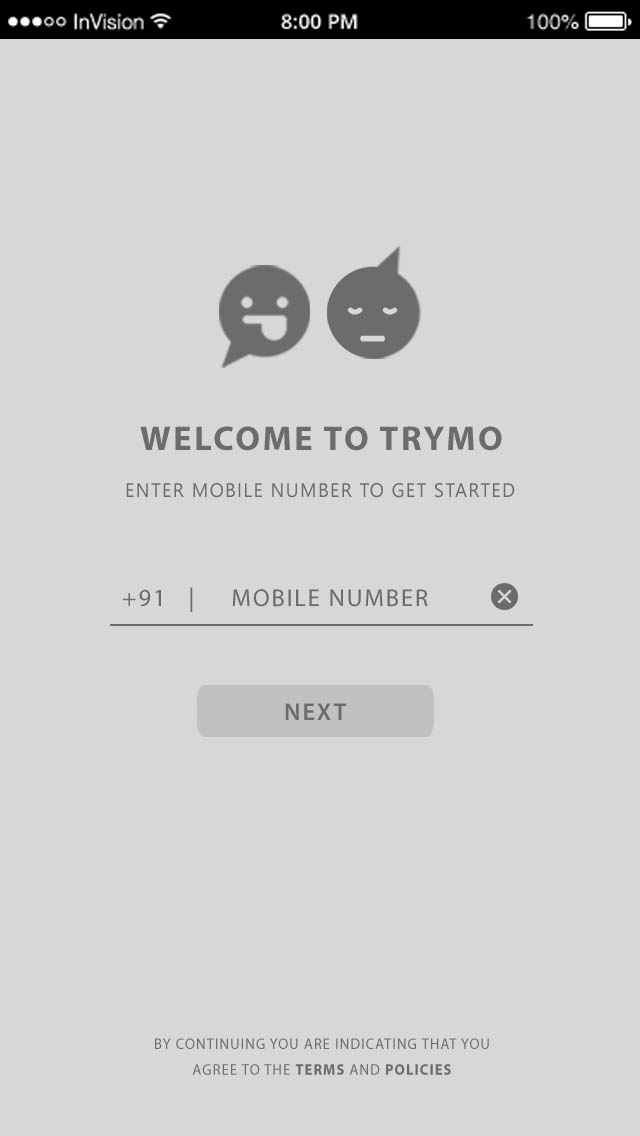 InVision 8:00 PM 100%
WELCOME TO TRYMO
ENTER MOBILE NUMBER TO GET STARTED
+91 | MOBILE NUMBER
NEXT
BY CONTINUING YOU ARE INDICATING THAT YOU
AGREE TO THE TERMS AND POLICIES